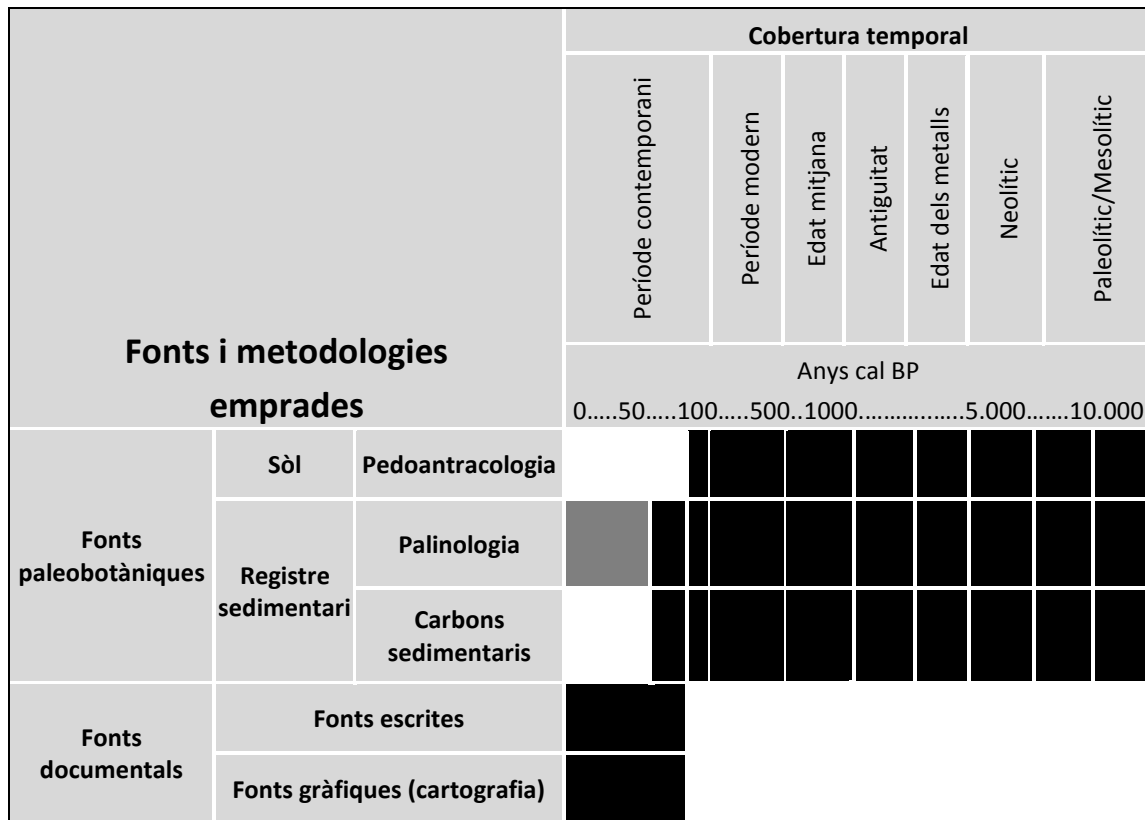 Cobertura temporal
Període contemporani
Període modern
Edat mitjana
Antiguitat
Edat dels metalls
Neolític
Paleolític/Mesolític
Fonts i metodologies
emprades
Anys cal BP
0.....50.....100.....500..1000..................5.000.......10.000
Fonts
paleobotàniques
Sòl
Pedoantracologia
Registre
sedimentari
Palinologia
Carbons
sedimentaris
Fonts
documentals
Fonts escrites
Fonts gràfiques (cartografia)